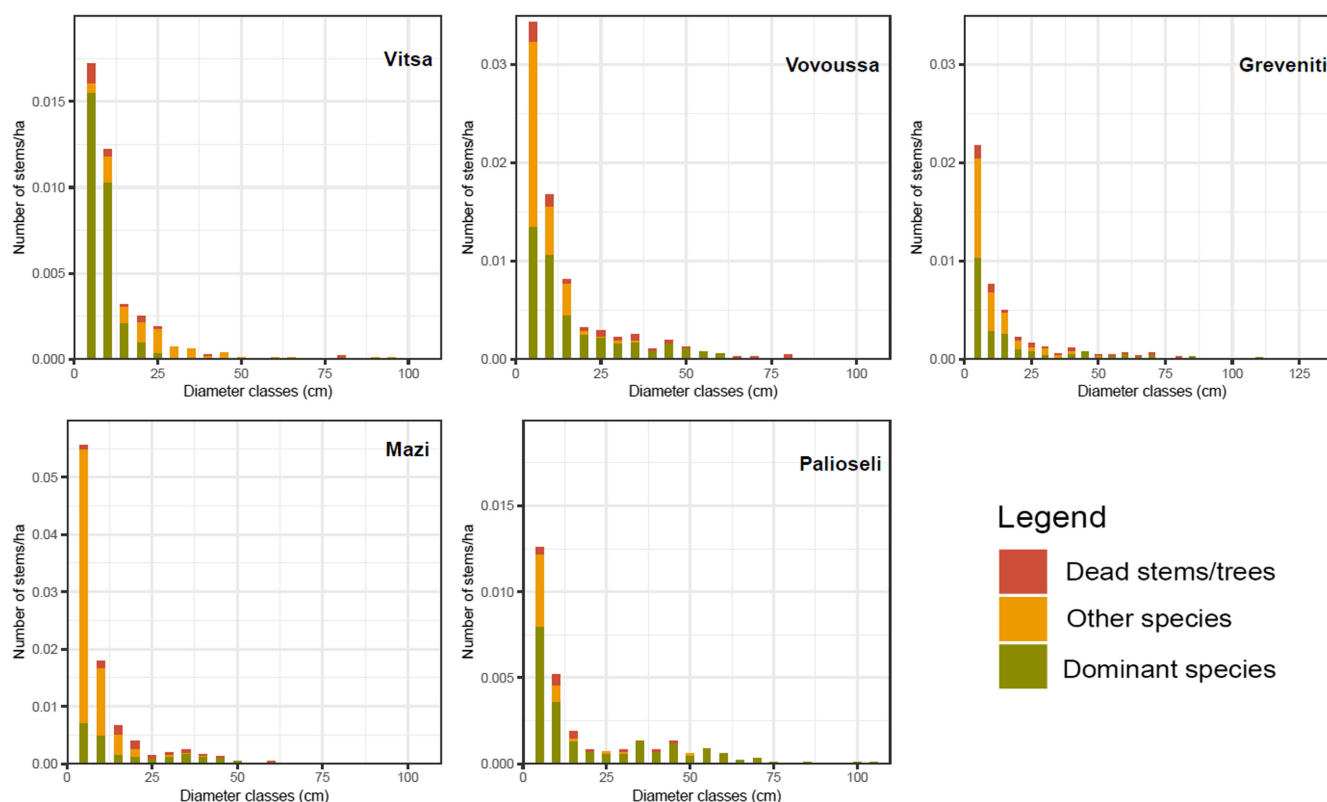 Vitsa
Number of stems/ha
0.015
0.010
0.005
0.000
0
25
50
75
100
Diameter classes (cm)
Vovoussa
Number of stems/ha
0.03
0.02
0.01
0.00
0
25
50
75
100
Diameter classes (cm)
Greveniti
Number of stems/ha
0.03
0.02
0.01
0.00
0
25
50
75
100
125
Diameter classes (cm)
Mazi
Number of stems/ha
0.05
0.04
0.03
0.02
0.01
0.00
0
25
50
75
100
Diameter classes (cm)
Palioseli
Number of stems/ha
0.015
0.010
0.005
0.000
0
25
50
75
100
Diameter classes (cm)
Legend
Dead stems/trees
Other species
Dominant species